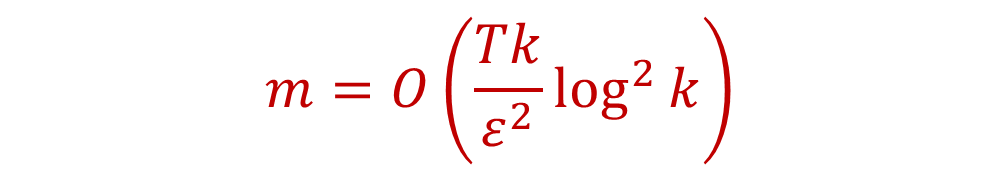 m = O(Tk/ε² log² k)